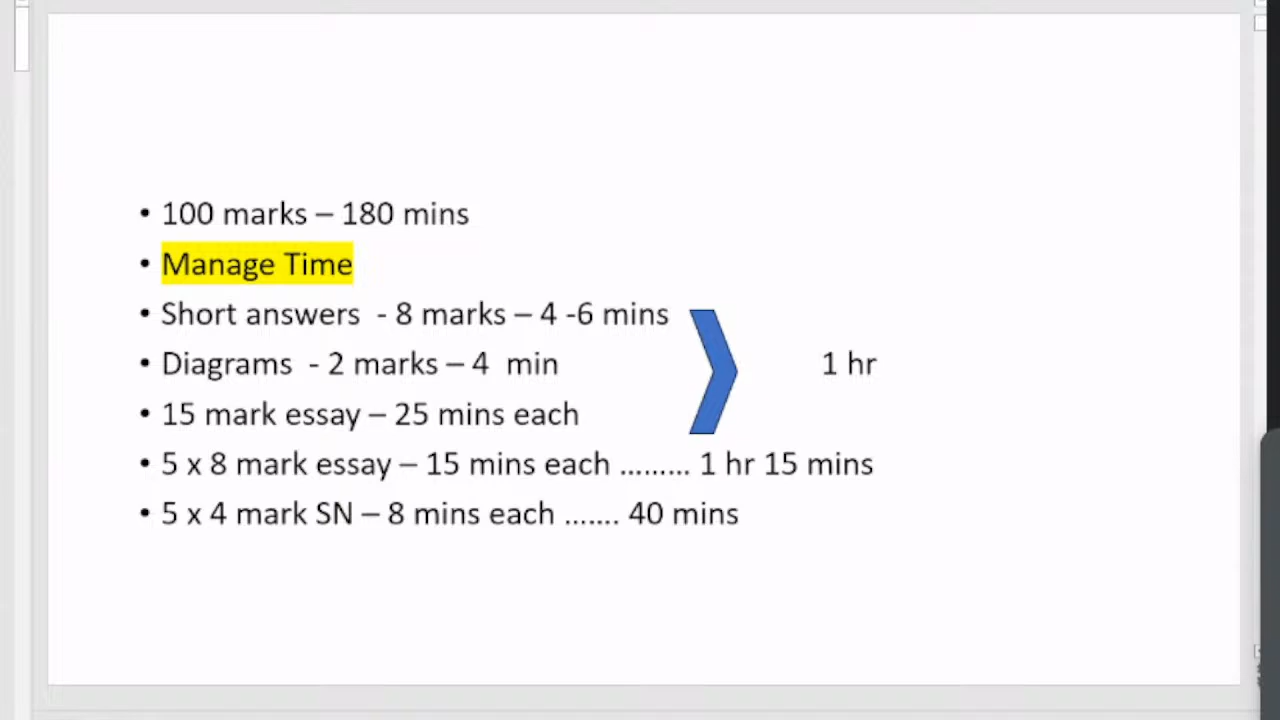 • 100 marks – 180 mins
• Manage Time
• Short answers - 8 marks – 4 -6 mins
• Diagrams - 2 marks – 4 min
1 hr
• 15 mark essay – 25 mins each
• 5 x 8 mark essay – 15 mins each ......... 1 hr 15 mins
• 5 x 4 mark SN – 8 mins each ....... 40 mins